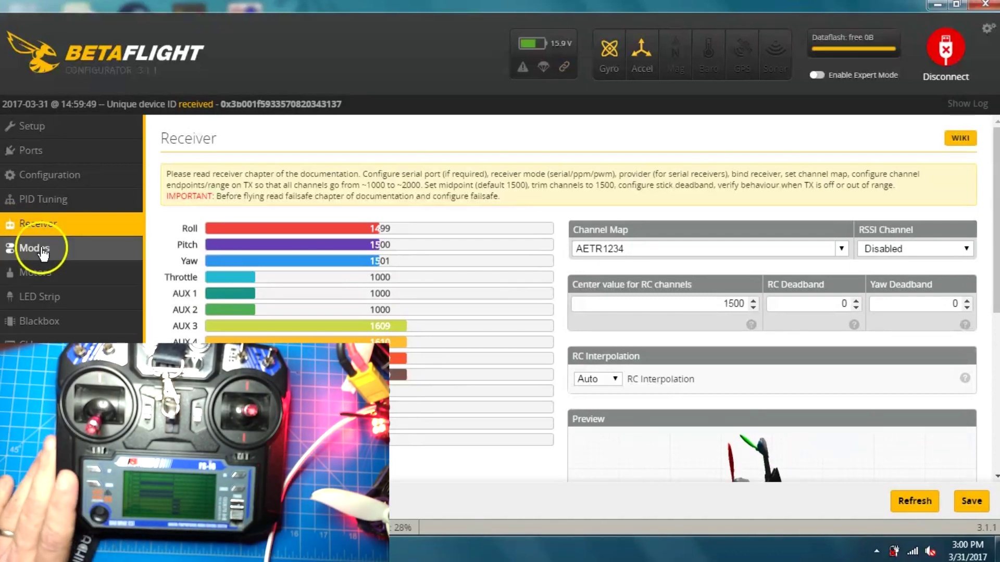 BETAFLIGHT
CONFIGURATOR 3.1.1
15.9 V
Gyro
Accel
Mag
Baro
GPS
Sonar
Dataflash: free 0B
Enable Expert Mode
Disconnect
2017-03-31 @ 14:59:49 -- Unique device ID received - 0x3b001f5933570820343137
Show Log
Setup
Ports
Configuration
PID Tuning
Receiver
Modes
Motors
LED Strip
Blackbox
Receiver
WIKI
Please read receiver chapter of the documentation. Configure serial port (if required), receiver mode (serial/ppm/pwm), provider (for serial receivers), bind receiver, set channel map, configure channel
endpoints/range on TX so that all channels go from ~1000 to ~2000. Set midpoint (default 1500), trim channels to 1500, configure stick deadband, verify behaviour when TX is off or out of range.
IMPORTANT: Before flying read failsafe chapter of documentation and configure failsafe.
Roll 1499
Pitch 1500
Yaw 1501
Throttle 1000
AUX 1 1000
AUX 2 1000
AUX 3 1609
AUX 4 1610
Channel Map
RSSI Channel
AETR1234
Disabled
Center value for RC channels
RC Deadband
Yaw Deadband
1500
0
0
RC Interpolation
Auto
RC Interpolation
Preview
Refresh
Save
: 28%
3.1.1
FS-i6
45°
16
17
18
3:00 PM
3/31/2017